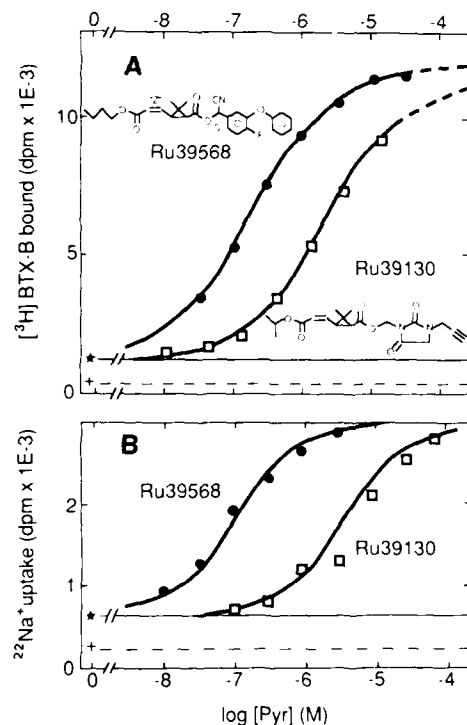 -8 -7 -6 -5 -4
A
[³H] BTX-B bound (dpm x 1E-3)
10
5
0
Ru39568
Ru39130
B
²²Na⁺ uptake (dpm x 1E-3)
2
1
0
Ru39568
Ru39130
0 -8 -7 -6 -5 -4
log [Pyr] (M)